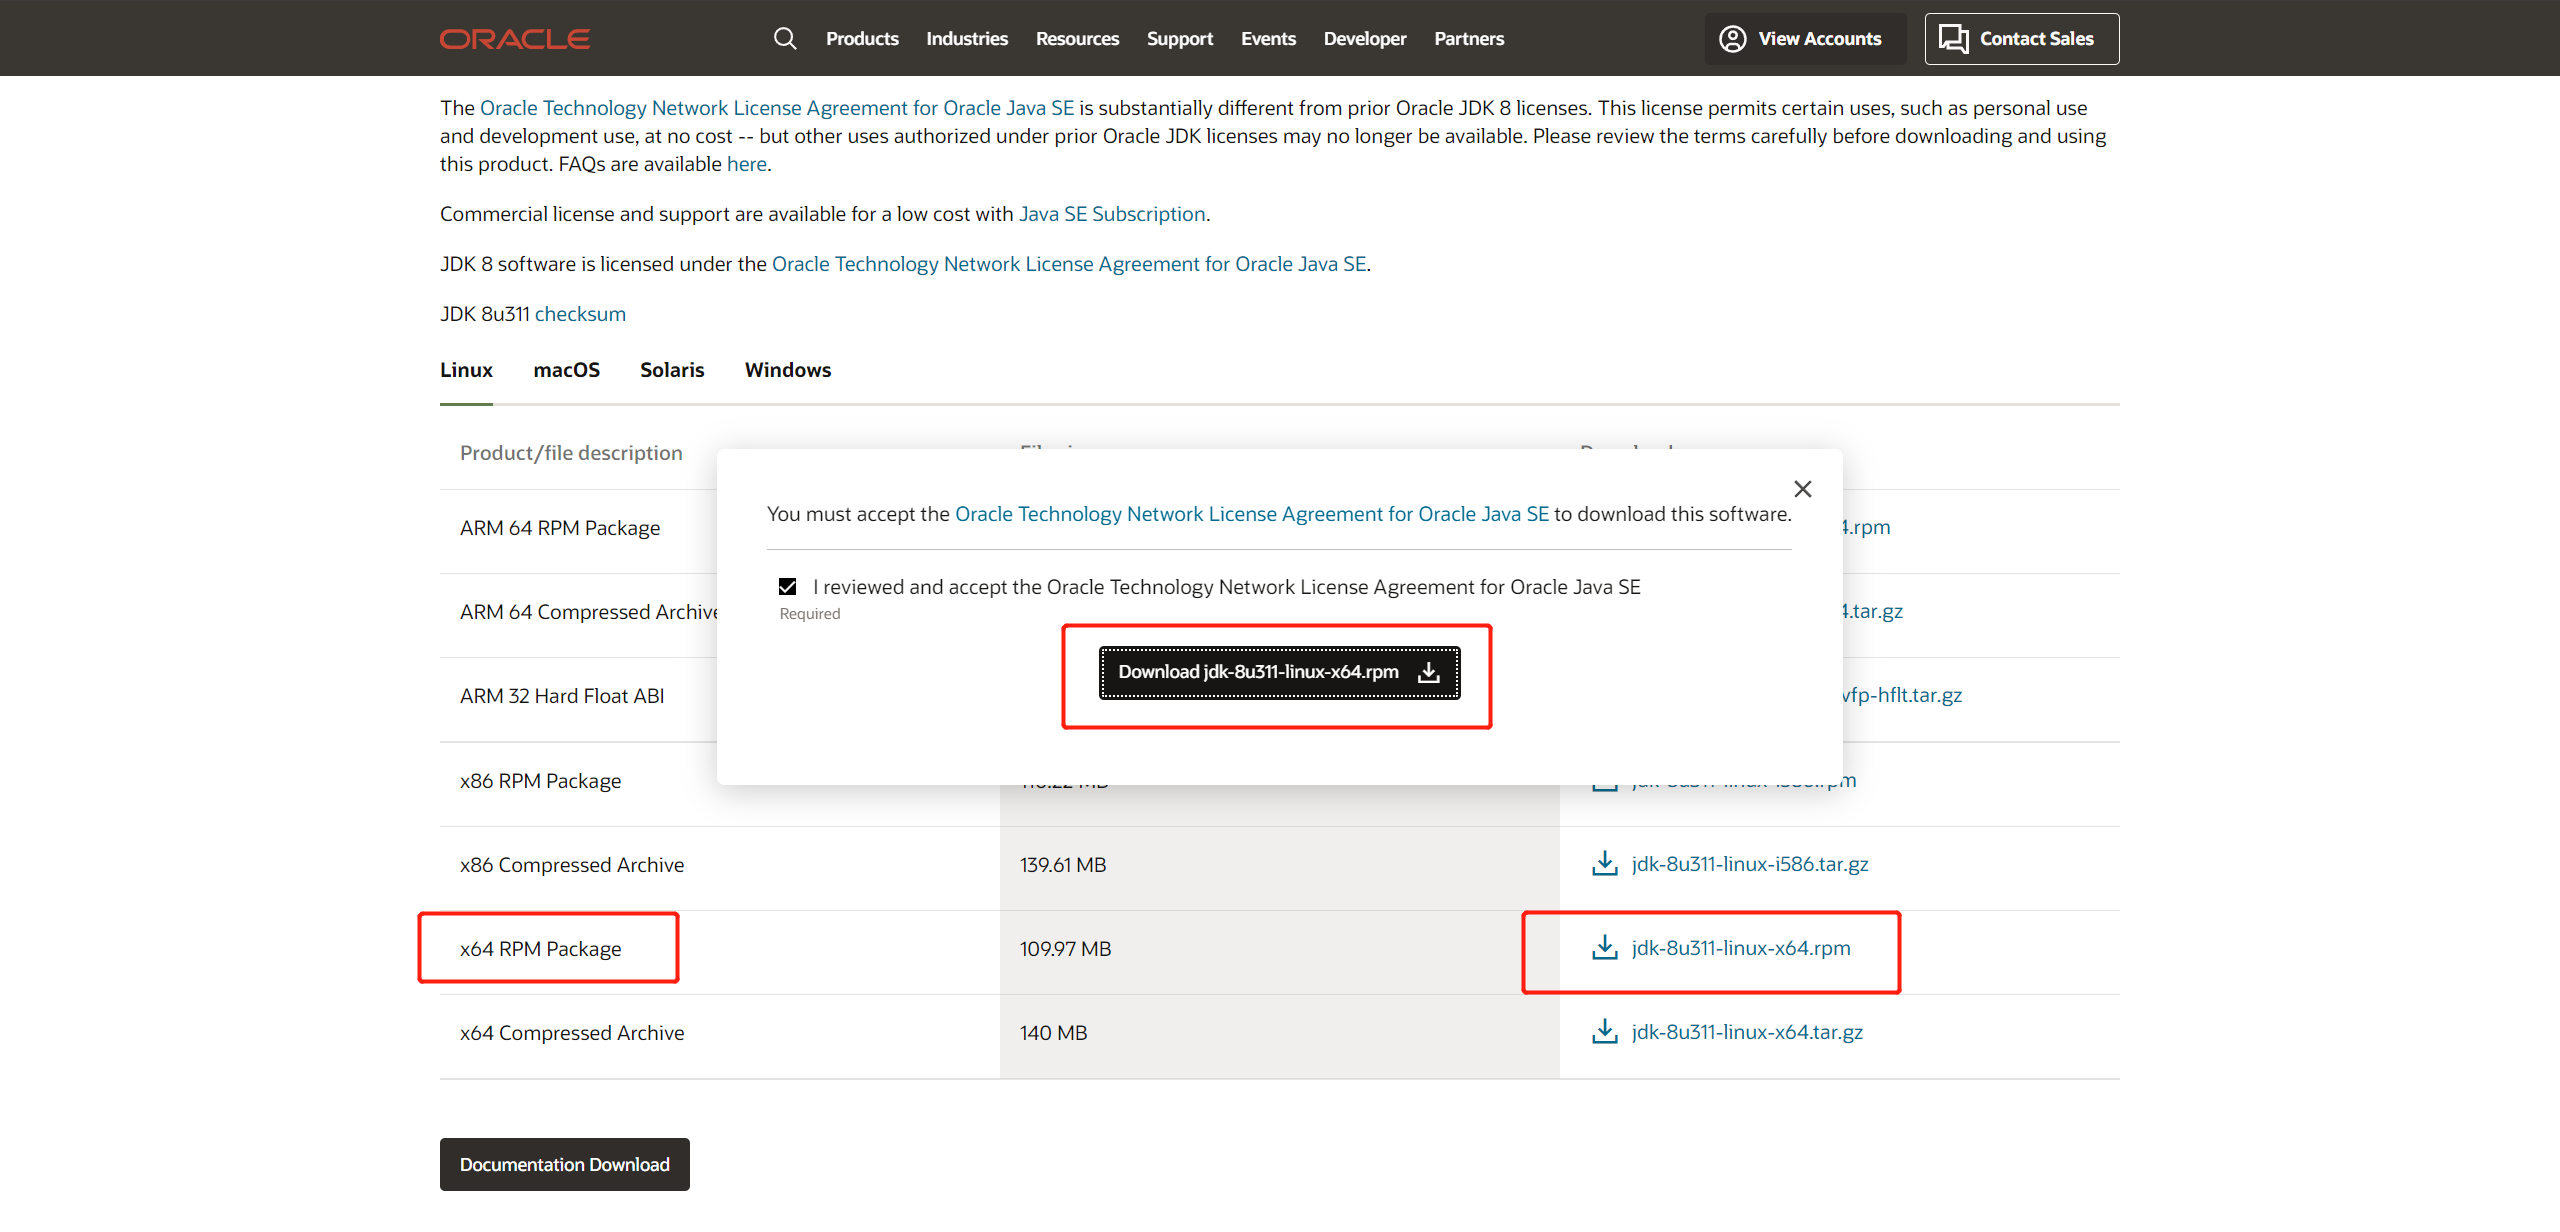 ORACLE
Products Industries Resources Support Events Developer Partners
View Accounts
Contact Sales
The Oracle Technology Network License Agreement for Oracle Java SE is substantially different from prior Oracle JDK 8 licenses. This license permits certain uses, such as personal use
and development use, at no cost -- but other uses authorized under prior Oracle JDK licenses may no longer be available. Please review the terms carefully before downloading and using
this product. FAQs are available here.
Commercial license and support are available for a low cost with Java SE Subscription.
JDK 8 software is licensed under the Oracle Technology Network License Agreement for Oracle Java SE.
JDK 8u311 checksum
Linux macOS Solaris Windows
Product/file description
You must accept the Oracle Technology Network License Agreement for Oracle Java SE to download this software.
ARM 64 RPM Package
.rpm
I reviewed and accept the Oracle Technology Network License Agreement for Oracle Java SE
Required
ARM 64 Compressed Archive
.tar.gz
Download jdk-8u311-linux-x64.rpm
ARM 32 Hard Float ABI
vfp-hflt.tar.gz
x86 RPM Package
jdk-8u311-linux-i586.rpm
x86 Compressed Archive 139.61 MB jdk-8u311-linux-i586.tar.gz
x64 RPM Package 109.97 MB jdk-8u311-linux-x64.rpm
x64 Compressed Archive 140 MB jdk-8u311-linux-x64.tar.gz
Documentation Download